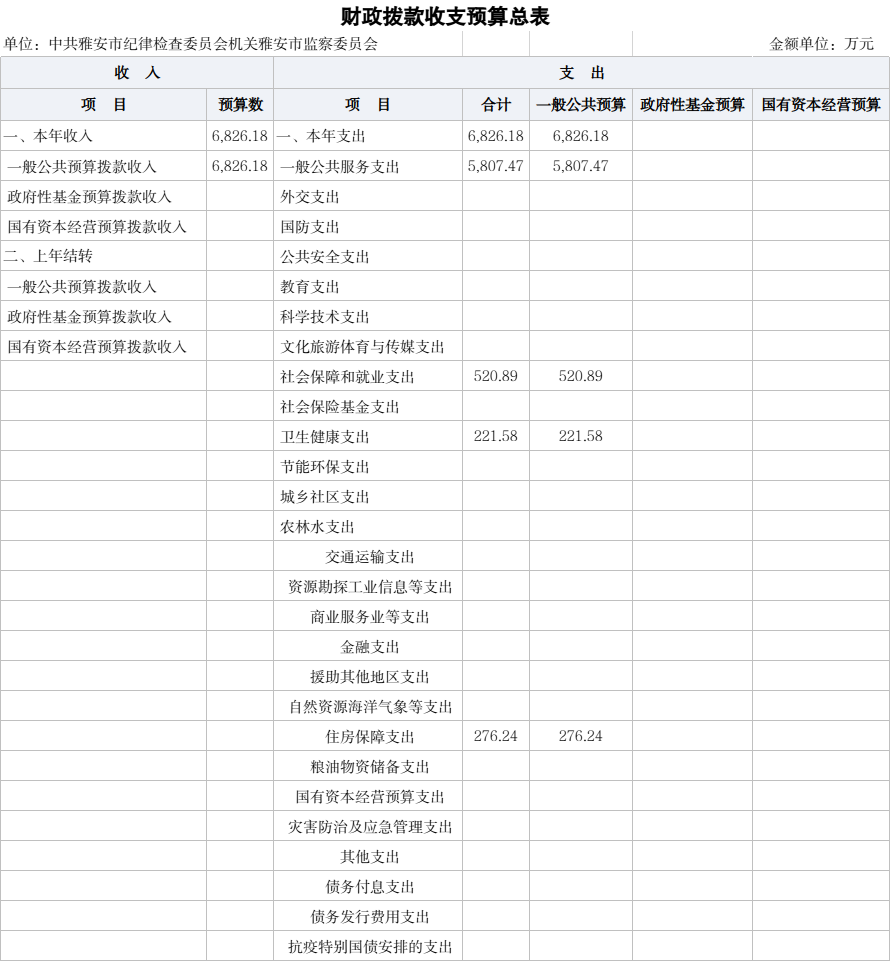 财政拨款收支预算总表
单位：中共雅安市纪律检查委员会机关雅安市监察委员会 金额单位：万元
收 入 支 出
项 目 预算数 项 目 合计 一般公共预算 政府性基金预算 国有资本经营预算
一、本年收入 6,826.18 一、本年支出 6,826.18 6,826.18
一般公共预算拨款收入 6,826.18 一般公共服务支出 5,807.47 5,807.47
政府性基金预算拨款收入 外交支出
国有资本经营预算拨款收入 国防支出
二、上年结转 公共安全支出
一般公共预算拨款收入 教育支出
政府性基金预算拨款收入 科学技术支出
国有资本经营预算拨款收入 文化旅游体育与传媒支出
社会保障和就业支出 520.89 520.89
社会保险基金支出
卫生健康支出 221.58 221.58
节能环保支出
城乡社区支出
农林水支出
交通运输支出
资源勘探工业信息等支出
商业服务业等支出
金融支出
援助其他地区支出
自然资源海洋气象等支出
住房保障支出 276.24 276.24
粮油物资储备支出
国有资本经营预算支出
灾害防治及应急管理支出
其他支出
债务付息支出
债务发行费用支出
抗疫特别国债安排的支出